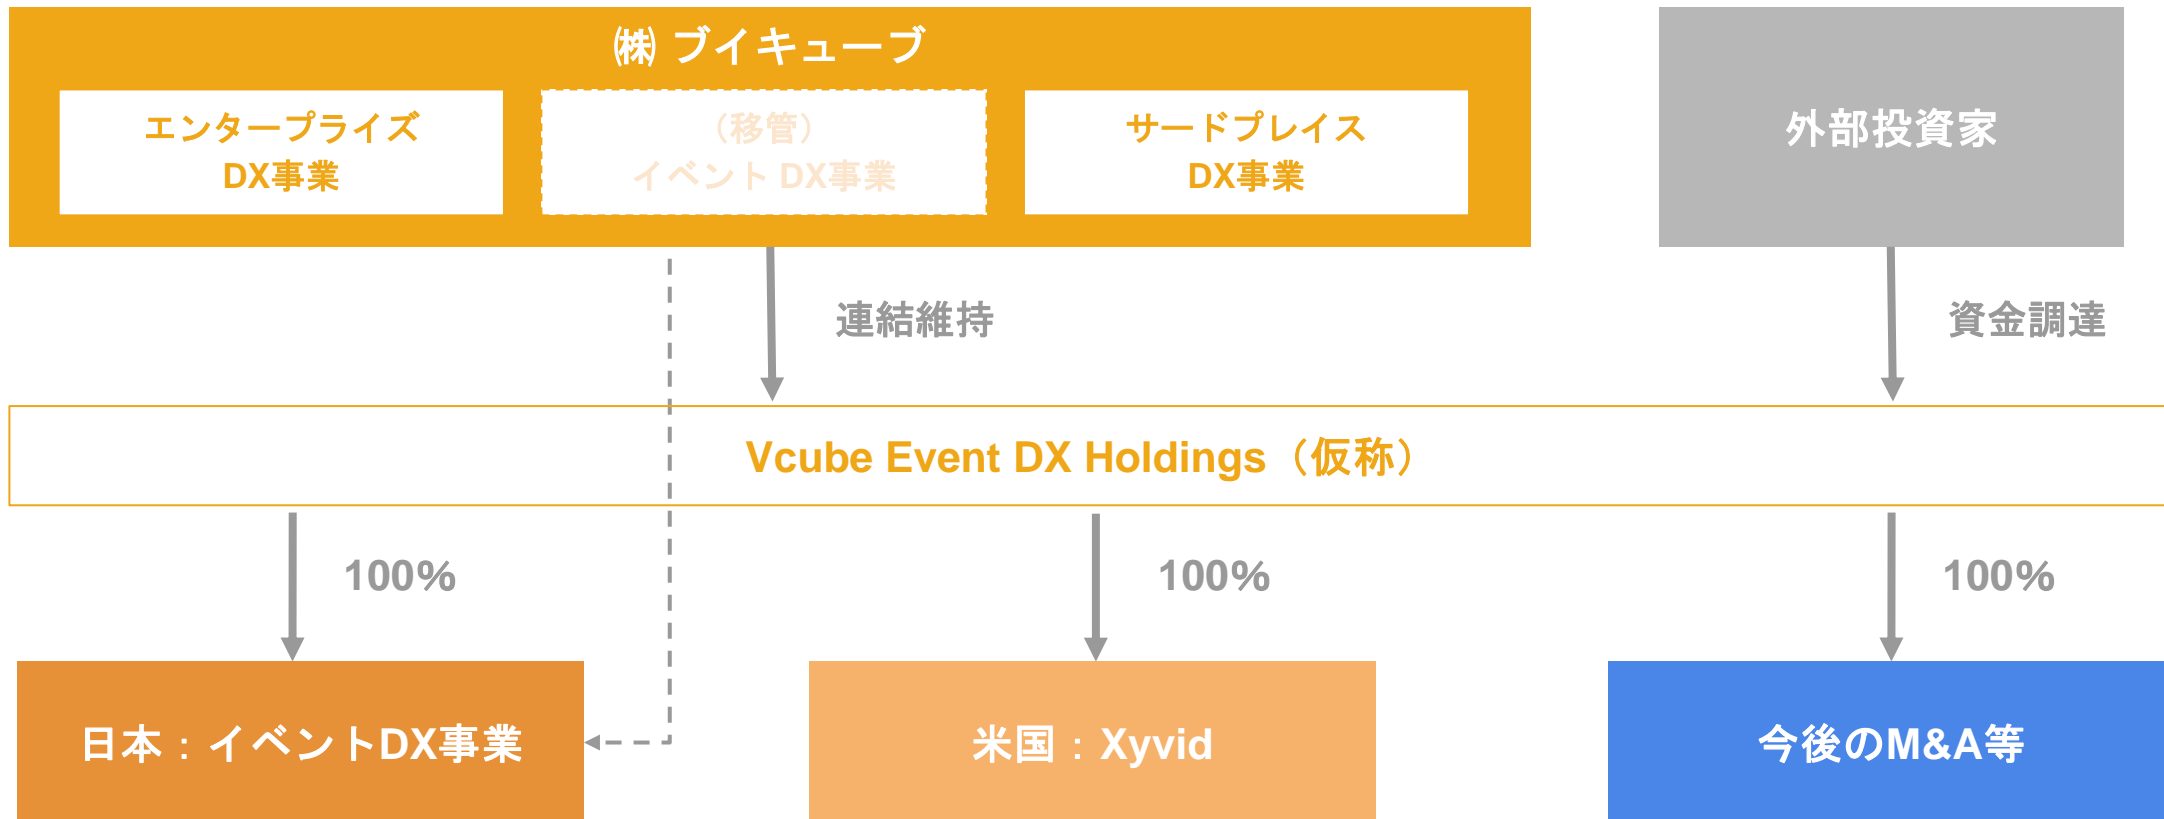 ㈱ ブイキューブ
エンタープライズ
DX事業
（移管）
イベント DX事業
サードプレイス
DX事業
外部投資家
連結維持
資金調達
Vcube Event DX Holdings（仮称）
100%
100%
100%
日本：イベントDX事業
米国：Xyvid
今後のM&A等